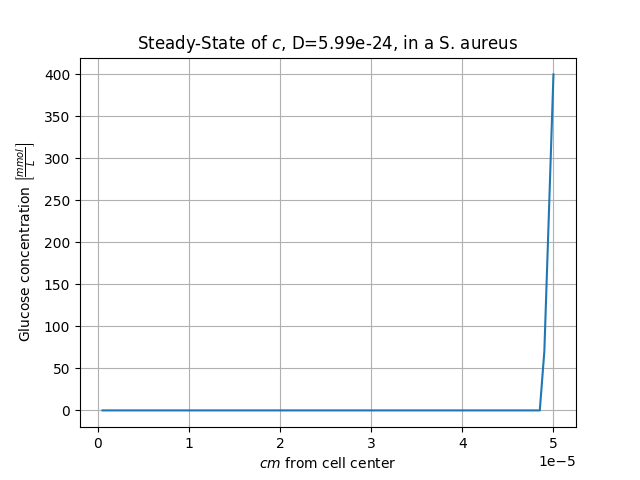 Steady-State of c, D=5.99e-24, in a S. aureus
Glucose concentration [mmol/L]
400
350
300
250
200
150
100
50
0
0 1 2 3 4 5
1e−5
cm from cell center